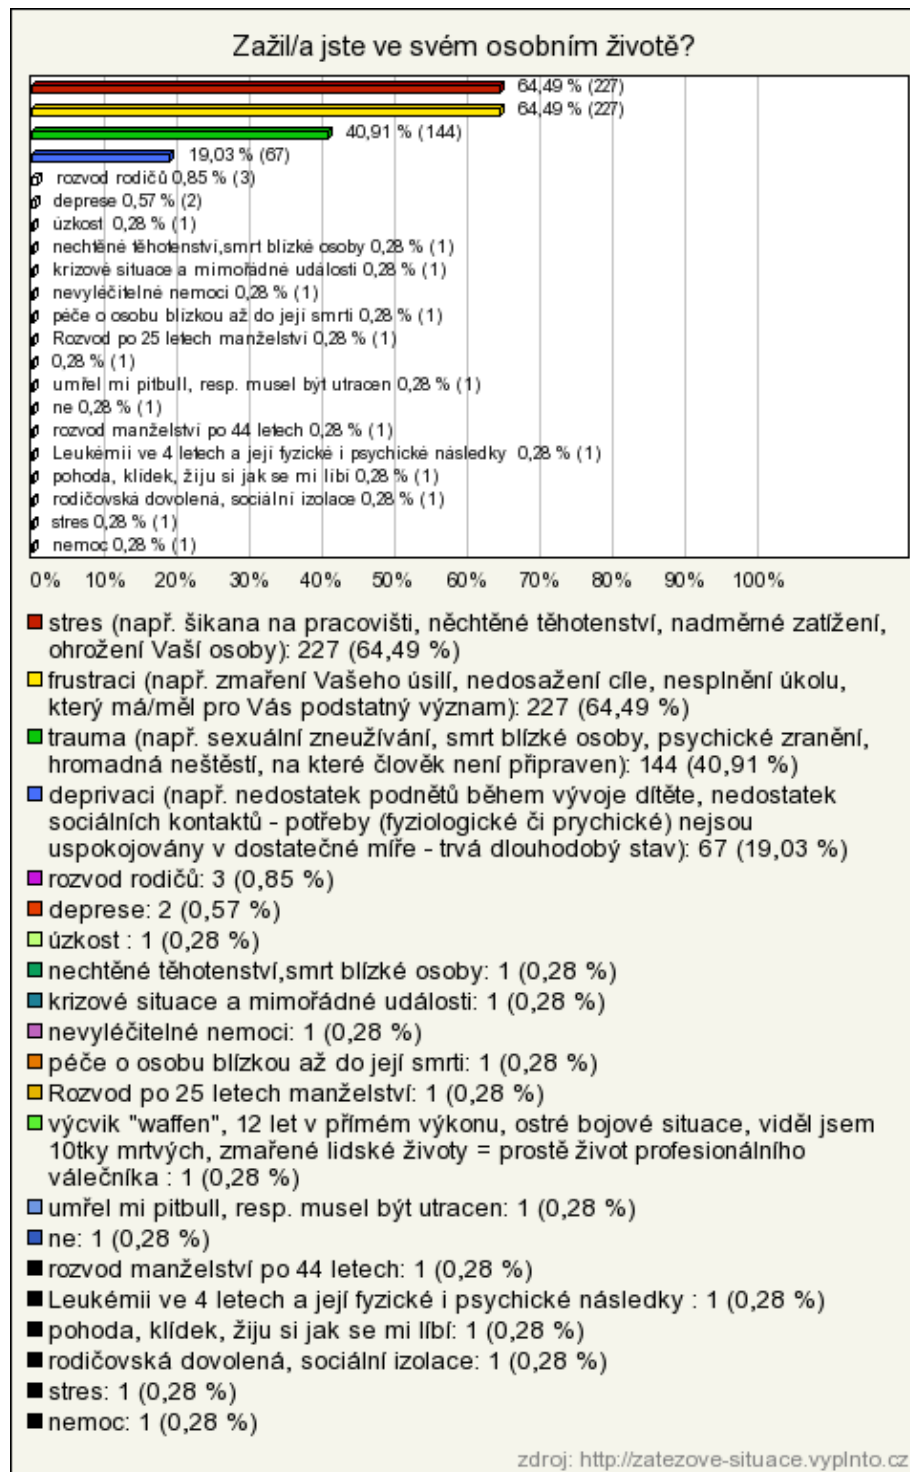 Zažil/a jste ve svém osobním životě?
64,49 % (227)
64,49 % (227)
40,91 % (144)
19,03 % (67)
rozvod rodičů 0,85 % (3)
deprese 0,57 % (2)
úzkost 0,28 % (1)
nechtěné těhotenství,smrt blízké osoby 0,28 % (1)
krizové situace a mimořádné události 0,28 % (1)
nevyléčitelné nemoci 0,28 % (1)
péče o osobu blízkou až do její smrti 0,28 % (1)
Rozvod po 25 letech manželství 0,28 % (1)
0,28 % (1)
umřel mi pitbull, resp. musel být utracen 0,28 % (1)
ne 0,28 % (1)
rozvod manželství po 44 letech 0,28 % (1)
Leukémii ve 4 letech a její fyzické i psychické následky 0,28 % (1)
pohoda, klídek, žiju si jak se mi líbí 0,28 % (1)
rodičovská dovolená, sociální izolace 0,28 % (1)
stres 0,28 % (1)
nemoc 0,28 % (1)
0% 10% 20% 30% 40% 50% 60% 70% 80% 90% 100%
stres (např. šikana na pracovišti, něchtěné těhotenství, nadměrné zatížení,
ohrožení Vaší osoby): 227 (64,49 %)
frustraci (např. zmaření Vašeho úsilí, nedosažení cíle, nesplnění úkolu,
který má/měl pro Vás podstatný význam): 227 (64,49 %)
trauma (např. sexuální zneužívání, smrt blízké osoby, psychické zranění,
hromadná neštěstí, na které člověk není připraven): 144 (40,91 %)
deprivaci (např. nedostatek podnětů během vývoje dítěte, nedostatek
sociálních kontaktů - potřeby (fyziologické či prychické) nejsou
uspokojovány v dostatečné míře - trvá dlouhodobý stav): 67 (19,03 %)
rozvod rodičů: 3 (0,85 %)
deprese: 2 (0,57 %)
úzkost : 1 (0,28 %)
nechtěné těhotenství,smrt blízké osoby: 1 (0,28 %)
krizové situace a mimořádné události: 1 (0,28 %)
nevyléčitelné nemoci: 1 (0,28 %)
péče o osobu blízkou až do její smrti: 1 (0,28 %)
Rozvod po 25 letech manželství: 1 (0,28 %)
výcvik "waffen", 12 let v přímém výkonu, ostré bojové situace, viděl jsem
10tky mrtvých, zmařené lidské životy = prostě život profesionálního
válečníka : 1 (0,28 %)
umřel mi pitbull, resp. musel být utracen: 1 (0,28 %)
ne: 1 (0,28 %)
rozvod manželství po 44 letech: 1 (0,28 %)
Leukémii ve 4 letech a její fyzické i psychické následky : 1 (0,28 %)
pohoda, klídek, žiju si jak se mi líbí: 1 (0,28 %)
rodičovská dovolená, sociální izolace: 1 (0,28 %)
stres: 1 (0,28 %)
nemoc: 1 (0,28 %)
zdroj: http://zatezove-situace.vyplnto.cz